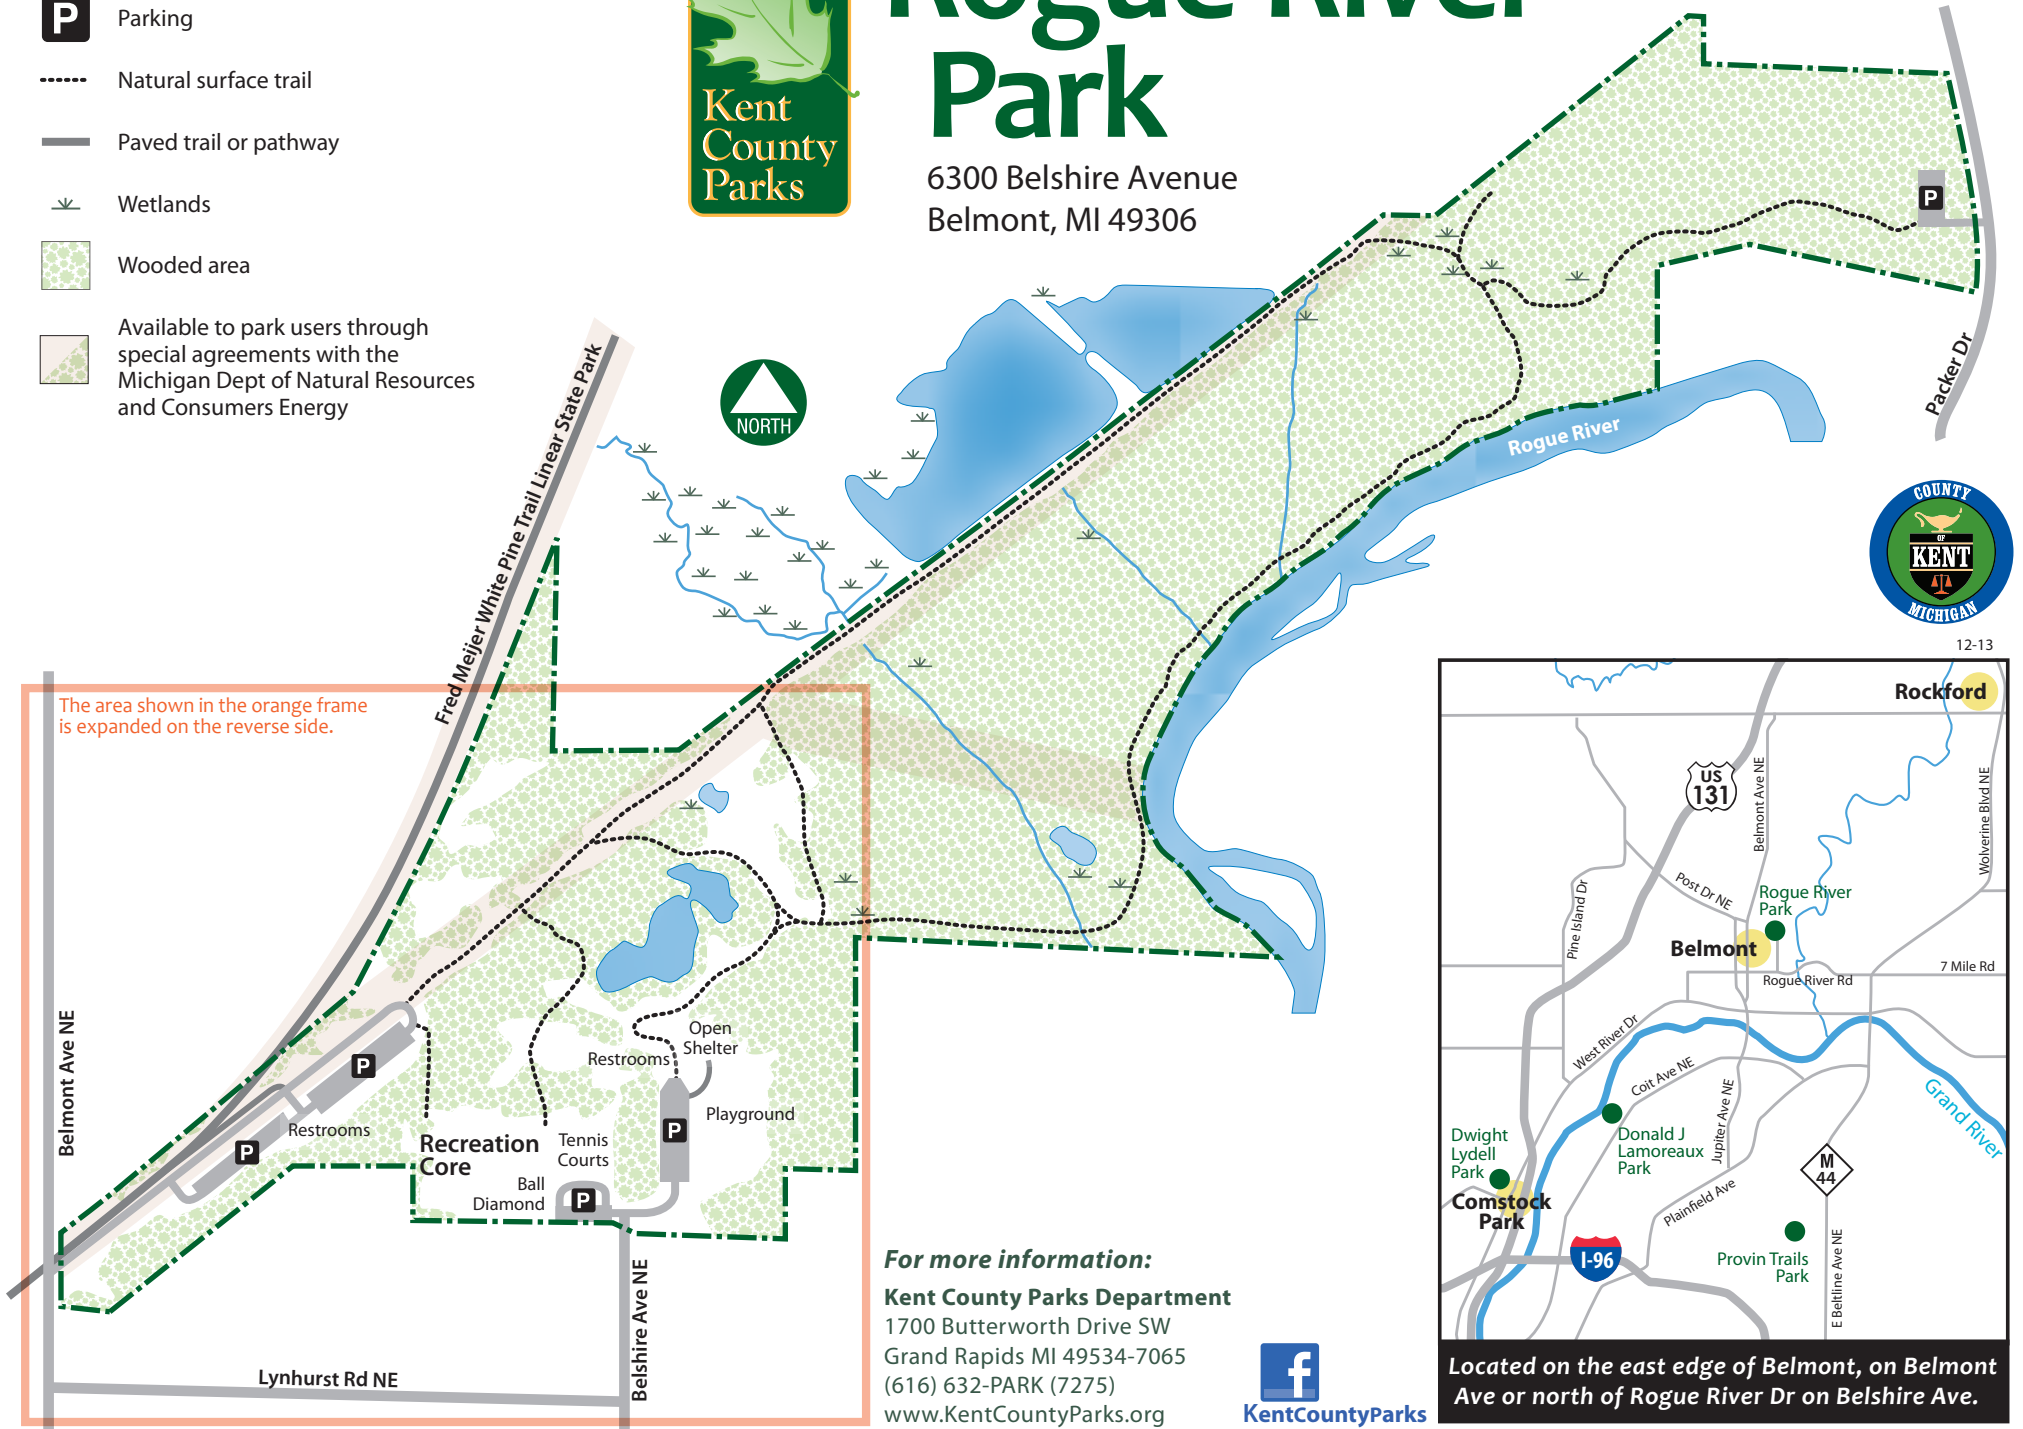 Rogue River
Park
6300 Belshire Avenue
Belmont, MI 49306
Kent
County
Parks
P
Parking
Natural surface trail
Paved trail or pathway
Wetlands
Wooded area
Available to park users through
special agreements with the
Michigan Dept of Natural Resources
and Consumers Energy
NORTH
Fred Meijer White Pine Trail Linear State Park
P
Packer Dr
Rogue River
COUNTY
OF
KENT
MICHIGAN
12-13
The area shown in the orange frame
is expanded on the reverse side.
Belmont Ave NE
P
Restrooms
P
Recreation
Core
Tennis
Courts
Ball
Diamond
P
Restrooms
Open
Shelter
Playground
P
Belshire Ave NE
Lynhurst Rd NE
For more information:
Kent County Parks Department
1700 Butterworth Drive SW
Grand Rapids MI 49534-7065
(616) 632-PARK (7275)
www.KentCountyParks.org
f
KentCountyParks
Rockford
US
131
Belmont Ave NE
Wolverine Blvd NE
Post Dr NE
Pine Island Dr
Rogue River
Park
Belmont
7 Mile Rd
Rogue River Rd
West River Dr
Coit Ave NE
Jupiter Ave NE
Grand River
Donald J
Lamoreaux
Park
Dwight
Lydell
Park
Comstock
Park
M
44
Plainfield Ave
I-96
Provin Trails
Park
E Beltline Ave NE
Located on the east edge of Belmont, on Belmont
Ave or north of Rogue River Dr on Belshire Ave.